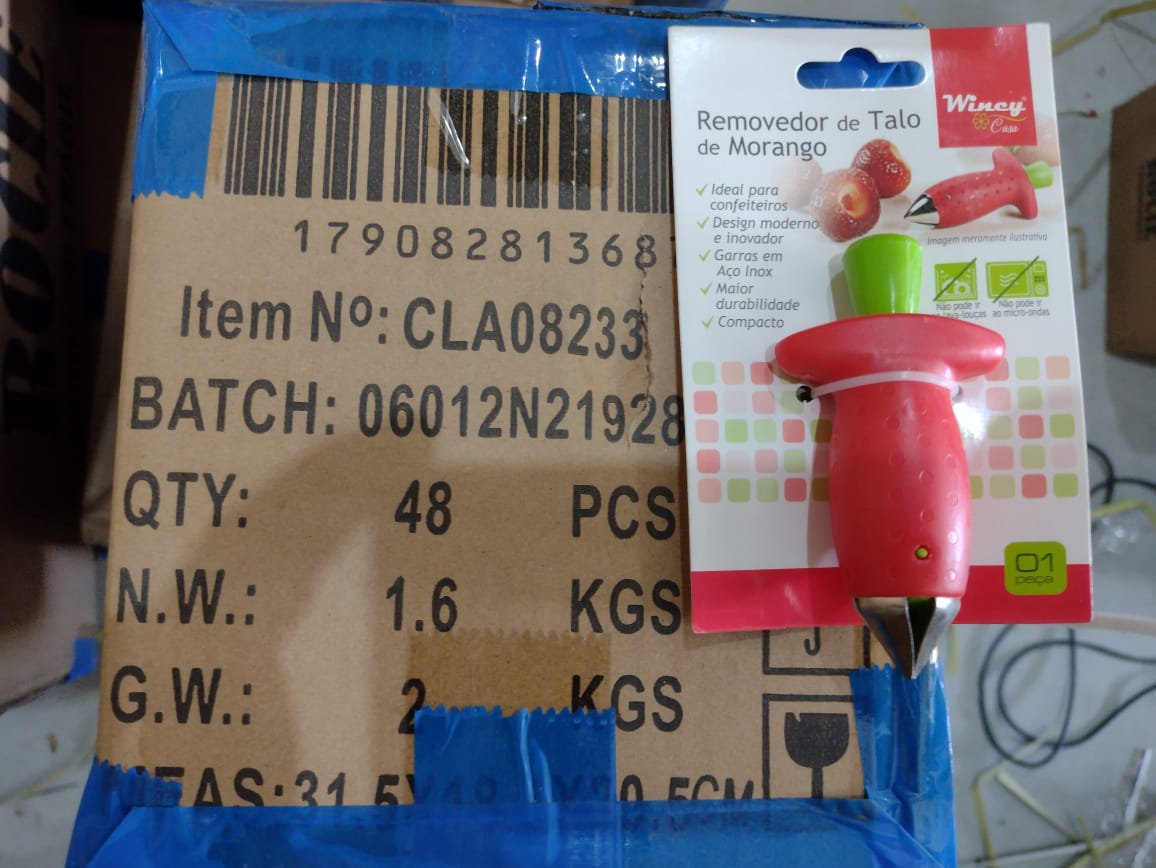 17908281368
Item Nº: CLA08233
BATCH: 06012N21928
QTY: 48 PCS
N.W.: 1.6 KGS
G.W.: 2 KGS
Wincy®
Casa
Removedor de Talo
de Morango
Ideal para
confeiteiros
Design moderno
e inovador
Garras em
Aço Inox
Maior
durabilidade
Compacto
Imagem meramente ilustrativa
Não pode ir
lava-louças
Não pode ir
ao micro-ondas
01
peça